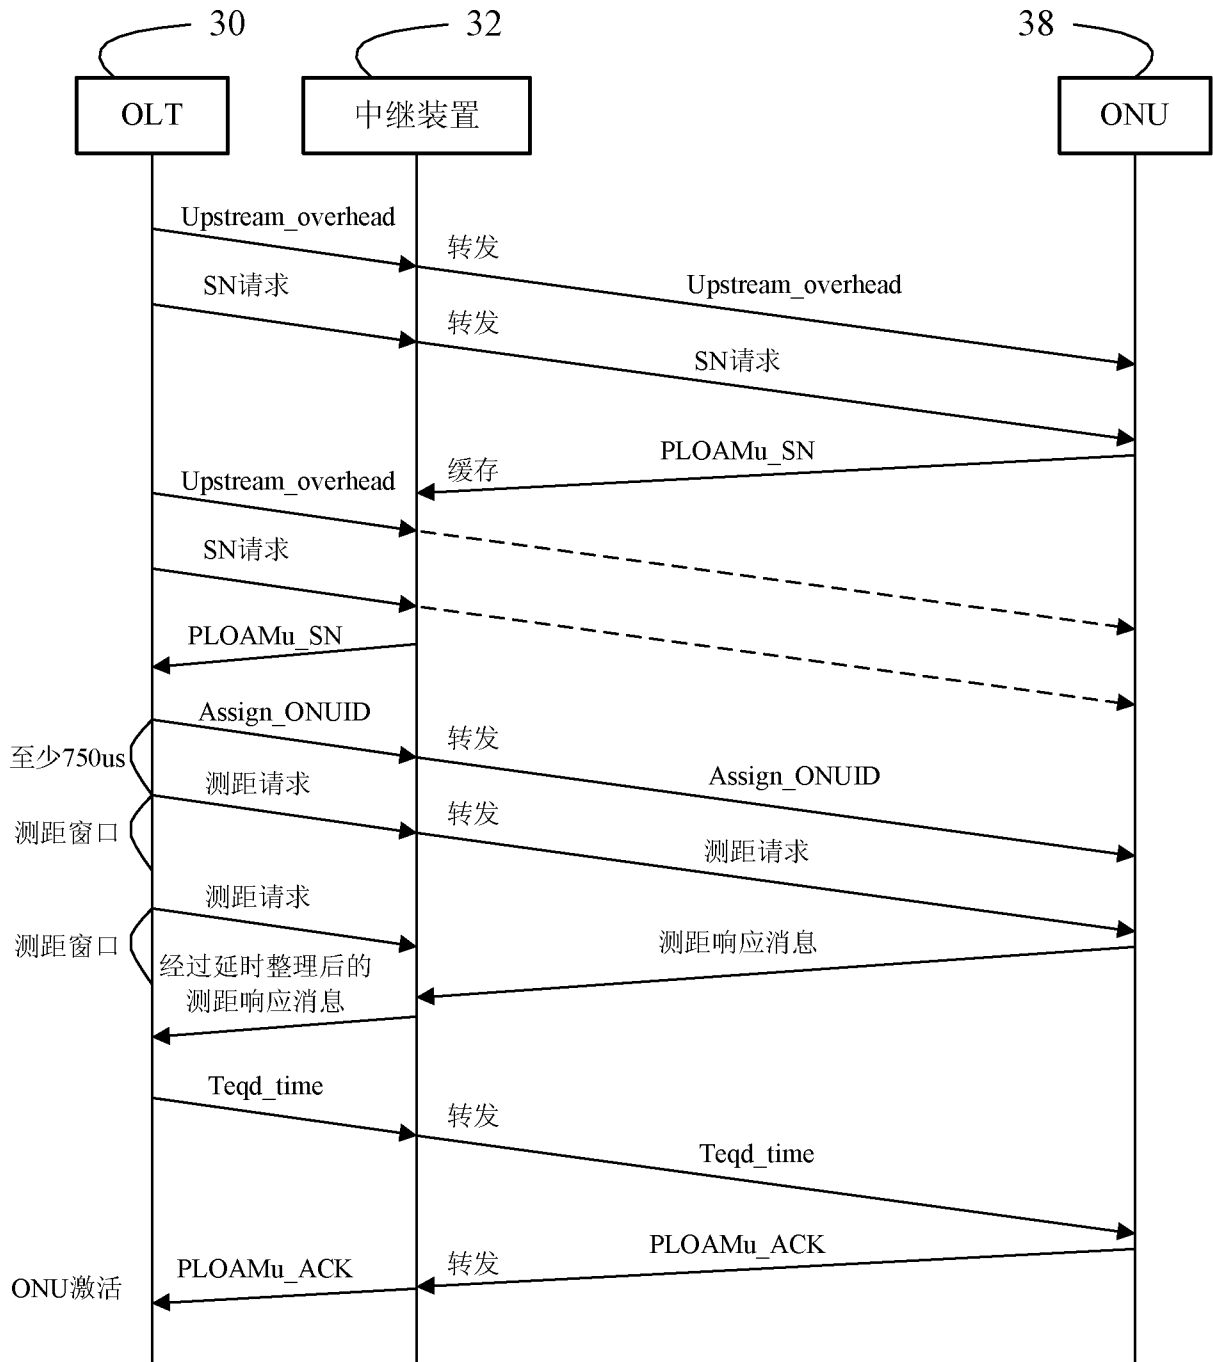 30
32
38
OLT
中继装置
ONU
Upstream_overhead
转发
SN请求
Upstream_overhead
转发
SN请求
PLOAMu_SN
缓存
Upstream_overhead
SN请求
PLOAMu_SN
Assign_ONUID
转发
至少750us
Assign_ONUID
测距请求
转发
测距窗口
测距请求
测距请求
测距窗口
测距响应消息
经过延时整理后的
测距响应消息
Teqd_time
转发
Teqd_time
PLOAMu_ACK
转发
PLOAMu_ACK
ONU激活